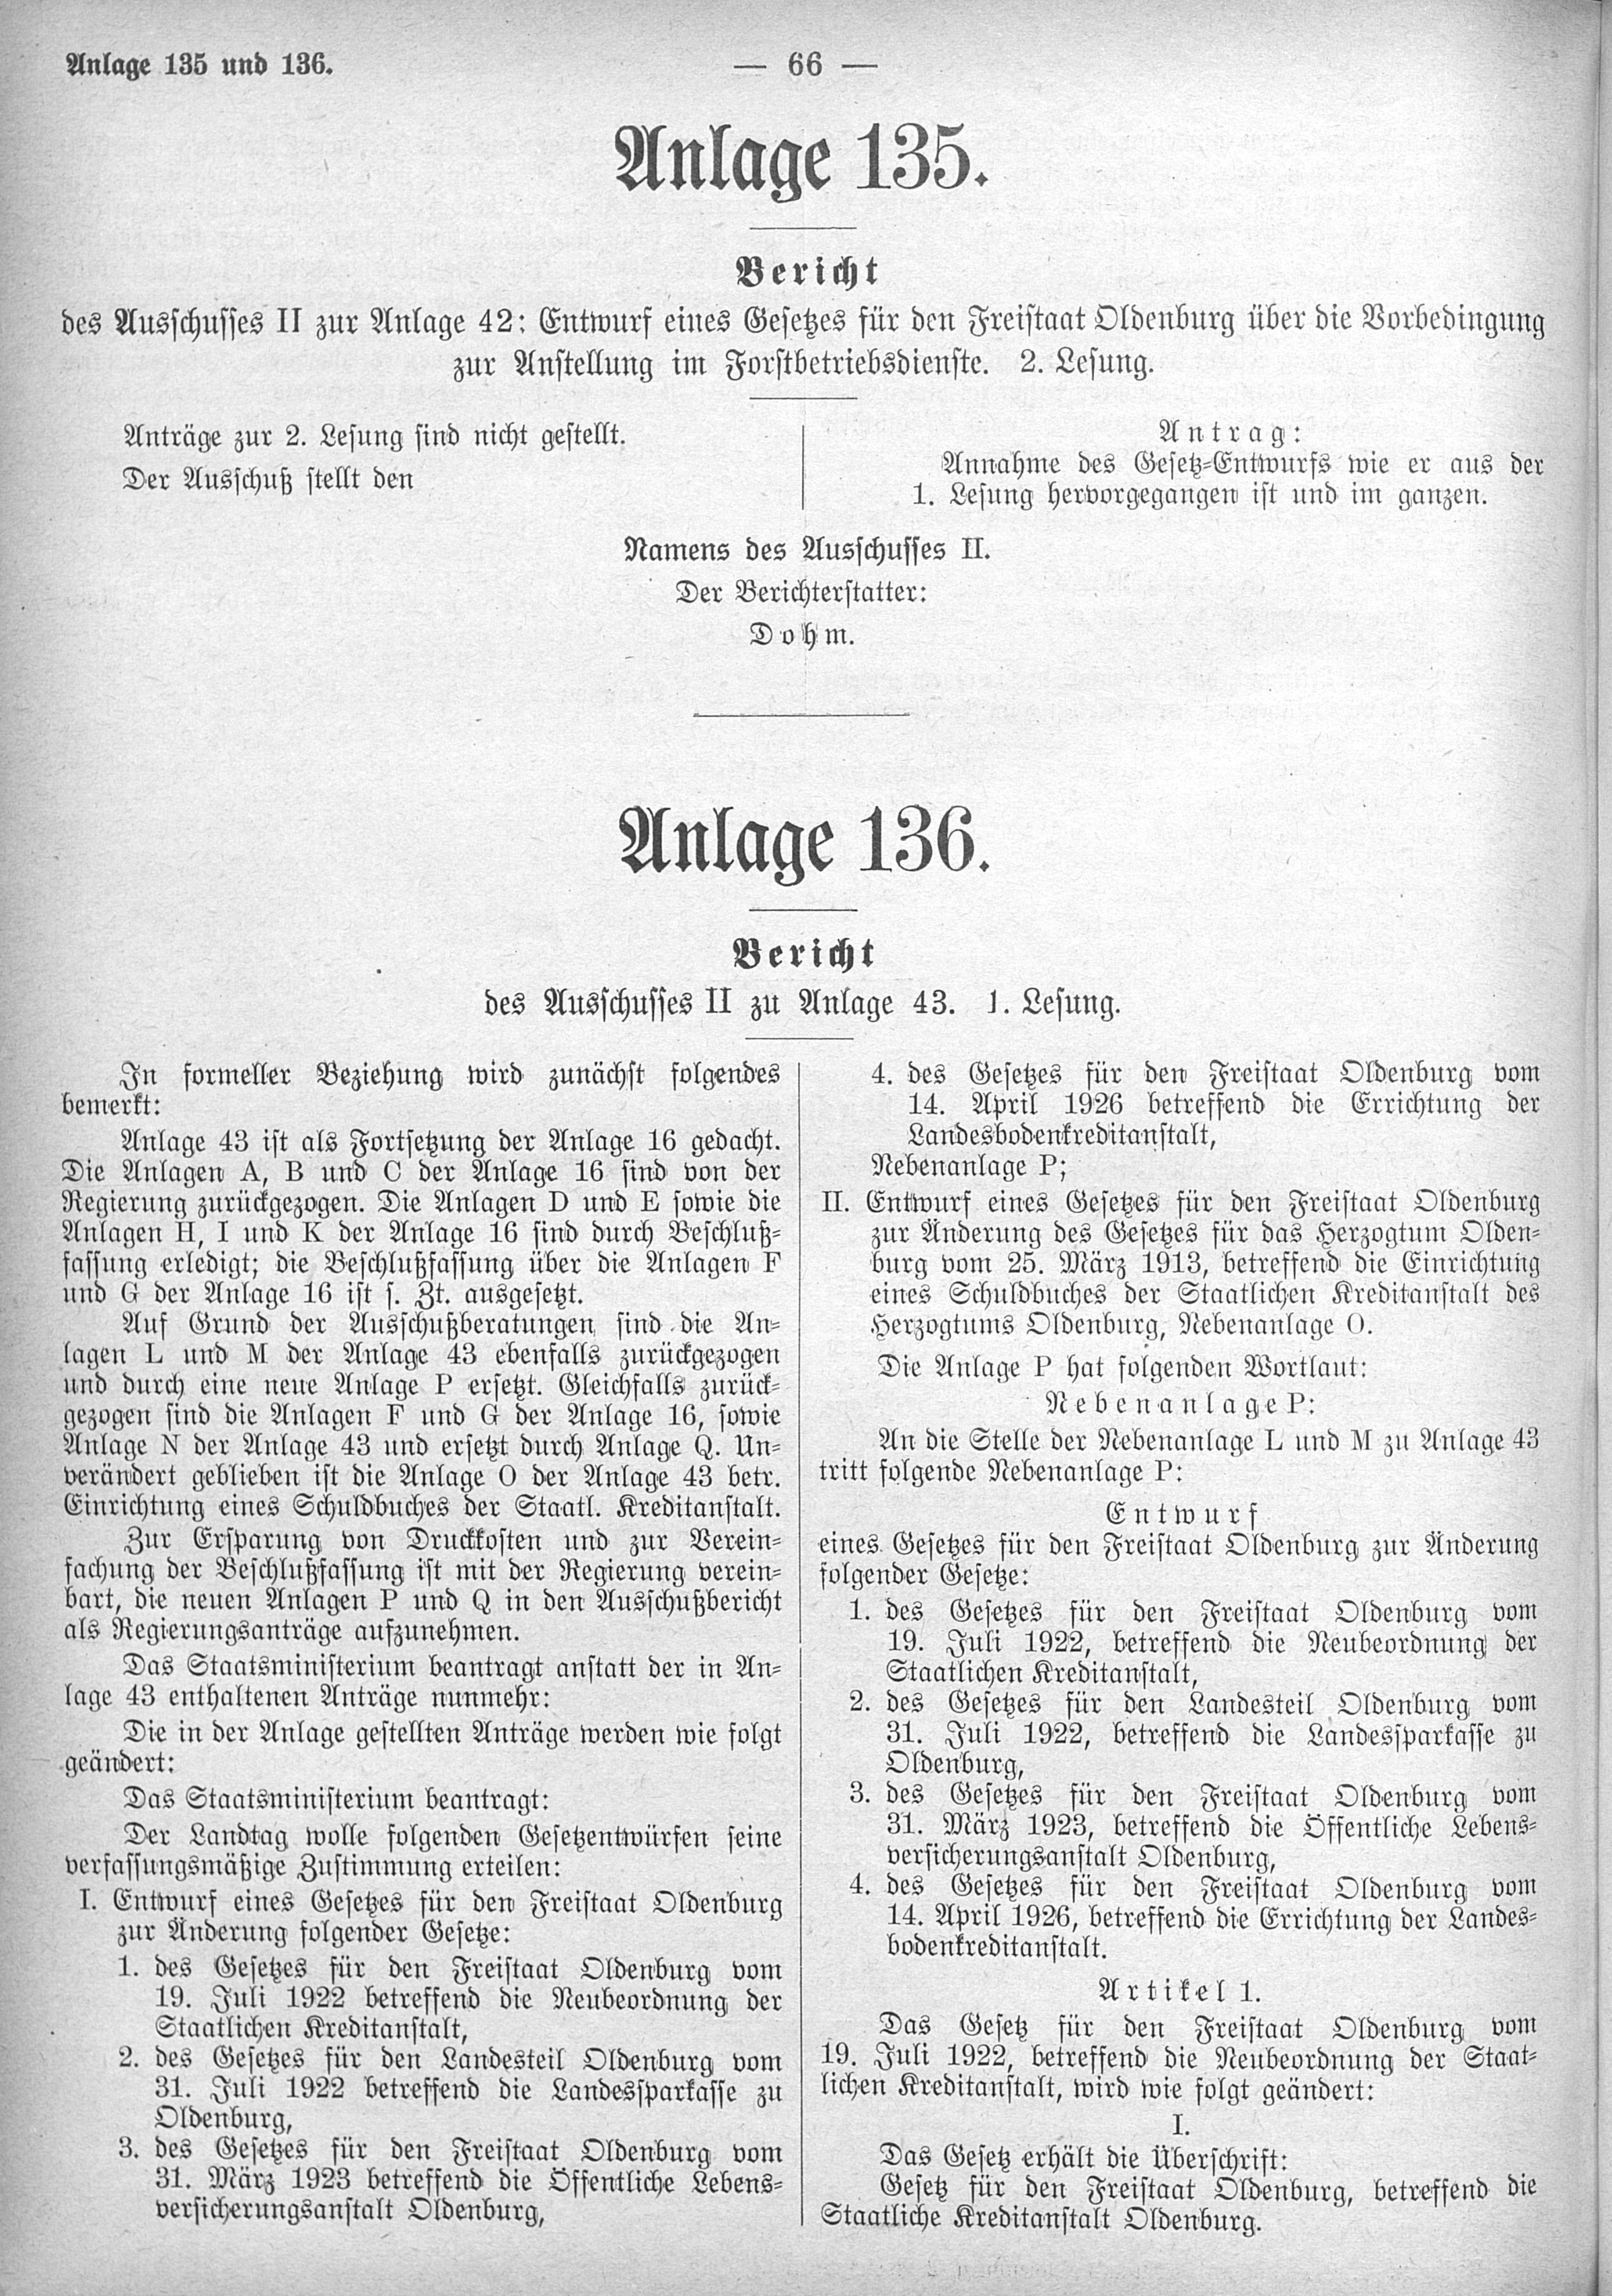 Anlage 135 und 136.
— 66 —
Anlage 135.
Bericht
des Ausschusses II zur Anlage 42: Entwurf eines Gesetzes für den Freistaat Oldenburg über die Vorbedingung
zur Anstellung im Forstbetriebsdienste. 2. Lesung.
Anträge zur 2. Lesung sind nicht gestellt.
Der Ausschuß stellt den
Antrag:
Annahme des Gesetz-Entwurfs wie er aus der
1. Lesung hervorgegangen ist und im ganzen.
Namens des Ausschusses II.
Der Berichterstatter:
Dohm.
Anlage 136.
Bericht
des Ausschusses II zu Anlage 43. 1. Lesung.
In formeller Beziehung wird zunächst folgendes
bemerkt:
Anlage 43 ist als Fortsetzung der Anlage 16 gedacht.
Die Anlagen A, B und C der Anlage 16 sind von der
Regierung zurückgezogen. Die Anlagen D und E sowie die
Anlagen H, I und K der Anlage 16 sind durch Beschluß-
fassung erledigt; die Beschlußfassung über die Anlagen F
und G der Anlage 16 ist s. Zt. ausgesetzt.
Auf Grund der Ausschußberatungen sind die An-
lagen L und M der Anlage 43 ebenfalls zurückgezogen
und durch eine neue Anlage P ersetzt. Gleichfalls zurück-
gezogen sind die Anlagen F und G der Anlage 16, sowie
Anlage N der Anlage 43 und ersetzt durch Anlage Q. Un-
verändert geblieben ist die Anlage O der Anlage 43 betr.
Einrichtung eines Schuldbuches der Staatl. Kreditanstalt.
Zur Ersparung von Druckkosten und zur Verein-
fachung der Beschlußfassung ist mit der Regierung verein-
bart, die neuen Anlagen P und Q in den Ausschußbericht
als Regierungsanträge aufzunehmen.
Das Staatsministerium beantragt anstatt der in An-
lage 43 enthaltenen Anträge nunmehr:
Die in der Anlage gestellten Anträge werden wie folgt
geändert:
Das Staatsministerium beantragt:
Der Landtag wolle folgenden Gesetzentwürfen seine
verfassungsmäßige Zustimmung erteilen:
I. Entwurf eines Gesetzes für den Freistaat Oldenburg
zur Änderung folgender Gesetze:
1. des Gesetzes für den Freistaat Oldenburg vom
19. Juli 1922 betreffend die Neubeordnung der
Staatlichen Kreditanstalt,
2. des Gesetzes für den Landesteil Oldenburg vom
31. Juli 1922 betreffend die Landessparkasse zu
Oldenburg,
3. des Gesetzes für den Freistaat Oldenburg vom
31. März 1923 betreffend die Öffentliche Lebens-
versicherungsanstalt Oldenburg,
4. des Gesetzes für den Freistaat Oldenburg vom
14. April 1926 betreffend die Errichtung der
Landesbodenkreditanstalt,
Nebenanlage P;
II. Entwurf eines Gesetzes für den Freistaat Oldenburg
zur Änderung des Gesetzes für das Herzogtum Olden-
burg vom 25. März 1913, betreffend die Einrichtung
eines Schuldbuches der Staatlichen Kreditanstalt des
Herzogtums Oldenburg, Nebenanlage O.
Die Anlage P hat folgenden Wortlaut:
Nebenanlage P:
An die Stelle der Nebenanlage L und M zu Anlage 43
tritt folgende Nebenanlage P:
Entwurf
eines Gesetzes für den Freistaat Oldenburg zur Änderung
folgender Gesetze:
1. des Gesetzes für den Freistaat Oldenburg vom
19. Juli 1922, betreffend die Neubeordnung der
Staatlichen Kreditanstalt,
2. des Gesetzes für den Landesteil Oldenburg vom
31. Juli 1922, betreffend die Landessparkasse zu
Oldenburg,
3. des Gesetzes für den Freistaat Oldenburg vom
31. März 1923, betreffend die Öffentliche Lebens-
versicherungsanstalt Oldenburg,
4. des Gesetzes für den Freistaat Oldenburg vom
14. April 1926, betreffend die Errichtung der Landes-
bodenkreditanstalt.
Artikel 1.
Das Gesetz für den Freistaat Oldenburg vom
19. Juli 1922, betreffend die Neubeordnung der Staat-
lichen Kreditanstalt, wird wie folgt geändert:
I.
Das Gesetz erhält die Überschrift:
Gesetz für den Freistaat Oldenburg, betreffend die
Staatliche Kreditanstalt Oldenburg.